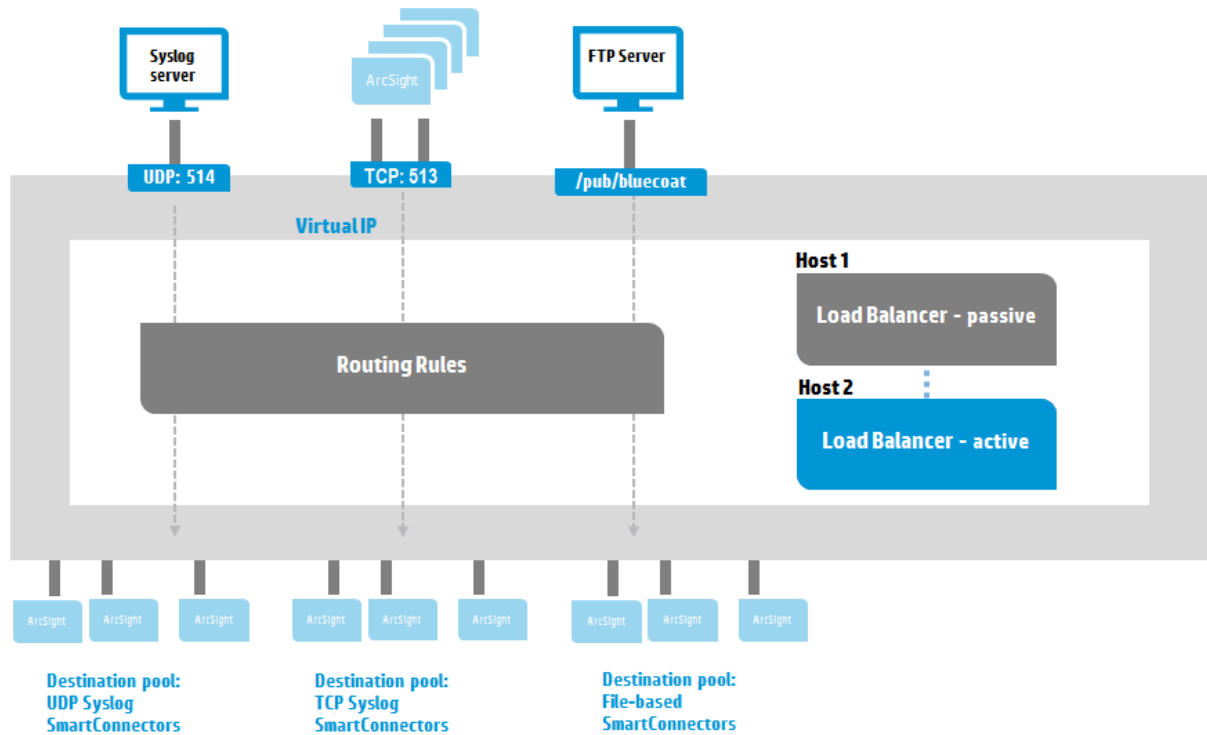 Syslog
server
ArcSight
FTP Server
UDP: 514
TCP: 513
/pub/bluecoat
Virtual IP
Host 1
Load Balancer - passive
Routing Rules
Host 2
Load Balancer - active
ArcSight
ArcSight
ArcSight
ArcSight
ArcSight
ArcSight
ArcSight
ArcSight
ArcSight
Destination pool:
UDP Syslog
SmartConnectors
Destination pool:
TCP Syslog
SmartConnectors
Destination pool:
File-based
SmartConnectors